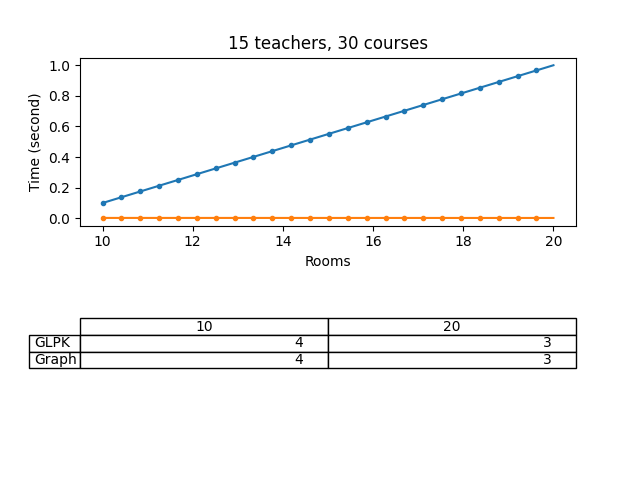 15 teachers, 30 courses
Time (second)
1.0
0.8
0.6
0.4
0.2
0.0
10 12 14 16 18 20
Rooms
10 20
GLPK 4 3
Graph 4 3